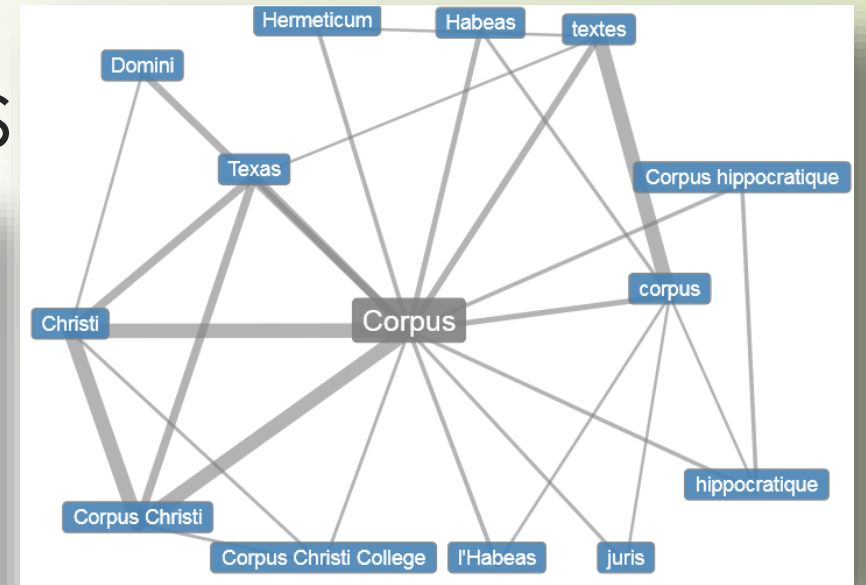 Hermeticum
Habeas
textes
Domini
Texas
Corpus hippocratique
corpus
Christi
Corpus
hippocratique
Corpus Christi
Corpus Christi College
l'Habeas
juris